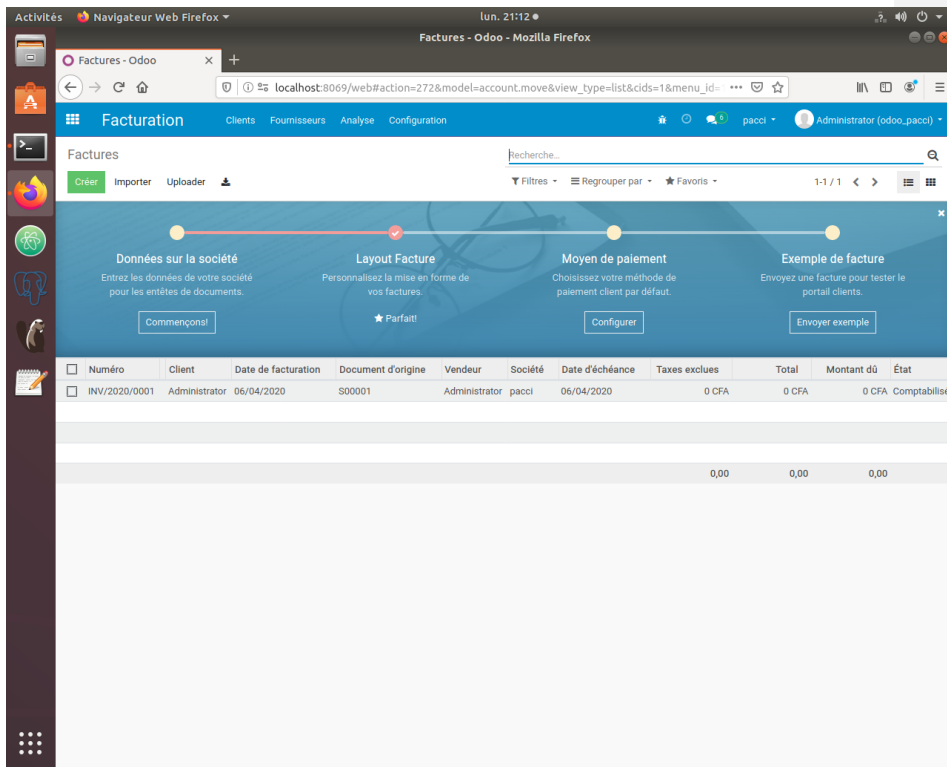 Activités Navigateur Web Firefox lun. 21:12
Factures - Odoo - Mozilla Firefox
Factures - Odoo
localhost:8069/web#action=272&model=account.move&view_type=list&cids=1&menu_id=
Facturation Clients Fournisseurs Analyse Configuration 6 pacci Administrator (odoo_pacci)
Factures Recherche...
Créer Importer Uploader Filtres Regrouper par Favoris 1-1 / 1
Données sur la société Layout Facture Moyen de paiement Exemple de facture
Entrez les données de votre société Personnalisez la mise en forme de Choisissez votre méthode de Envoyez une facture pour tester le
pour les entêtes de documents. vos factures. paiement client par défaut. portail clients.
Commençons! Parfait! Configurer Envoyer exemple
Numéro Client Date de facturation Document d'origine Vendeur Société Date d'échéance Taxes exclues Total Montant dû État
INV/2020/0001 Administrator 06/04/2020 S00001 Administrator pacci 06/04/2020 0 CFA 0 CFA 0 CFA Comptabilisé
0,00 0,00 0,00